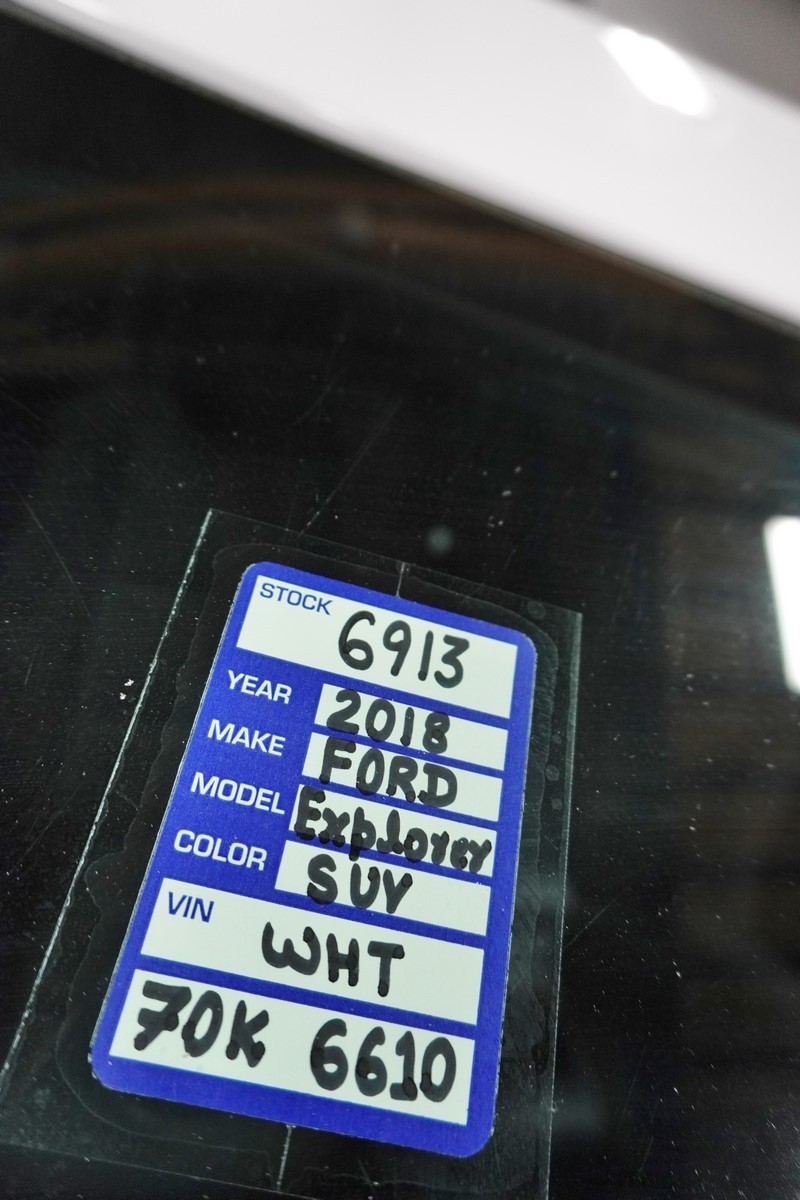 STOCK 6913
YEAR 2018
MAKE FORD
MODEL Explorer
COLOR SUV
VIN WHT
70K 6610